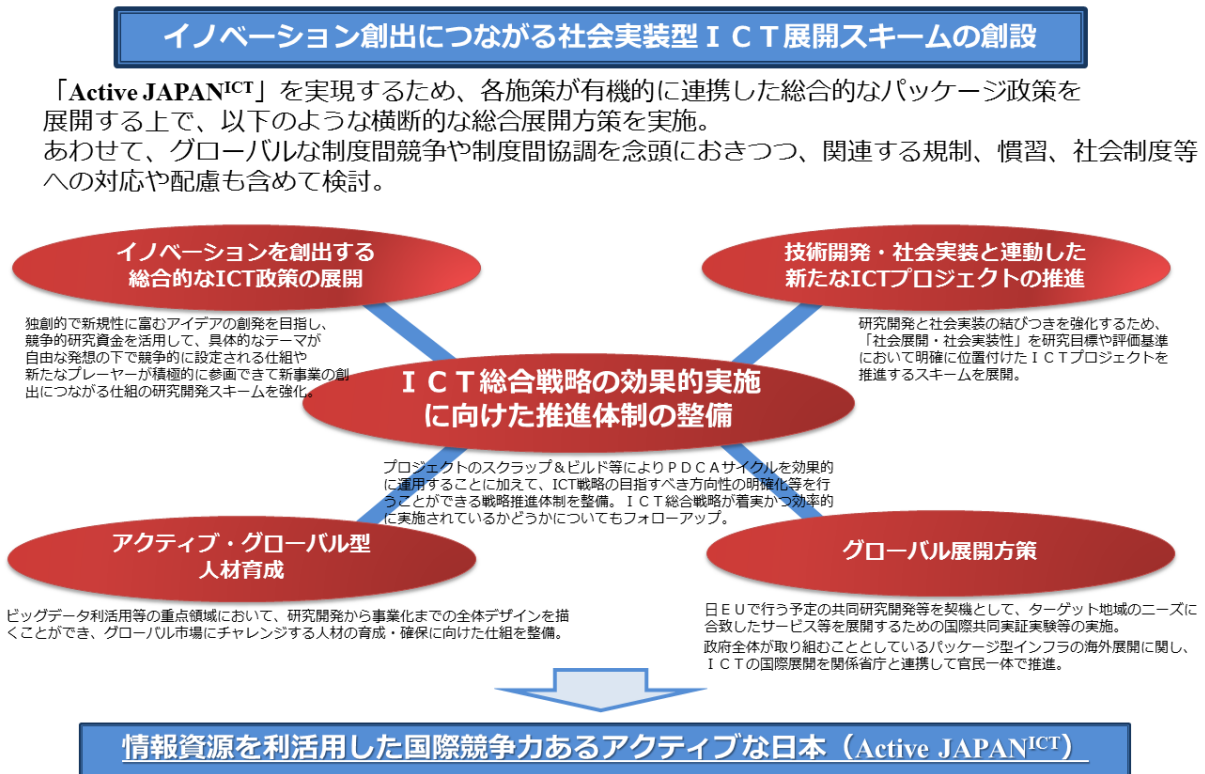 イノベーション創出につながる社会実装型ＩＣＴ展開スキームの創設
「Active JAPANICT」を実現するため、各施策が有機的に連携した総合的なパッケージ政策を
展開する上で、以下のような横断的な総合展開方策を実施。
あわせて、グローバルな制度間競争や制度間協調を念頭におきつつ、関連する規制、慣習、社会制度等
への対応や配慮も含めて検討。
イノベーションを創出する
総合的なICT政策の展開
独創的で新規性に富むアイデアの創発を目指し、
競争的研究資金を活用して、具体的なテーマが
自由な発想の下で競争的に設定される仕組や
新たなプレーヤーが積極的に参画できて新事業の創
出につながる仕組の研究開発スキームを強化。
技術開発・社会実装と連動した
新たなICTプロジェクトの推進
研究開発と社会実装の結びつきを強化するため、
「社会展開・社会実装性」を研究目標や評価基準
において明確に位置付けたＩＣＴプロジェクトを
推進するスキームを展開。
ＩＣＴ総合戦略の効果的実施
に向けた推進体制の整備
プロジェクトのスクラップ＆ビルド等によりＰＤＣＡサイクルを効果的
に運用することに加えて、ICT戦略の目指すべき方向性の明確化等を行
うことができる戦略推進体制を整備。ＩＣＴ総合戦略が着実かつ効率的
に実施されているかどうかについてもフォローアップ。
アクティブ・グローバル型
人材育成
ビッグデータ利活用等の重点領域において、研究開発から事業化までの全体デザインを描
くことができ、グローバル市場にチャレンジする人材の育成・確保に向けた仕組を整備。
グローバル展開方策
日ＥＵで行う予定の共同研究開発等を契機として、ターゲット地域のニーズに
合致したサービス等を展開するための国際共同実証実験等の実施。
政府全体が取り組むこととしているパッケージ型インフラの海外展開に関し、
ＩＣＴの国際展開を関係省庁と連携して官民一体で推進。
情報資源を利活用した国際競争力あるアクティブな日本（Active JAPANICT）